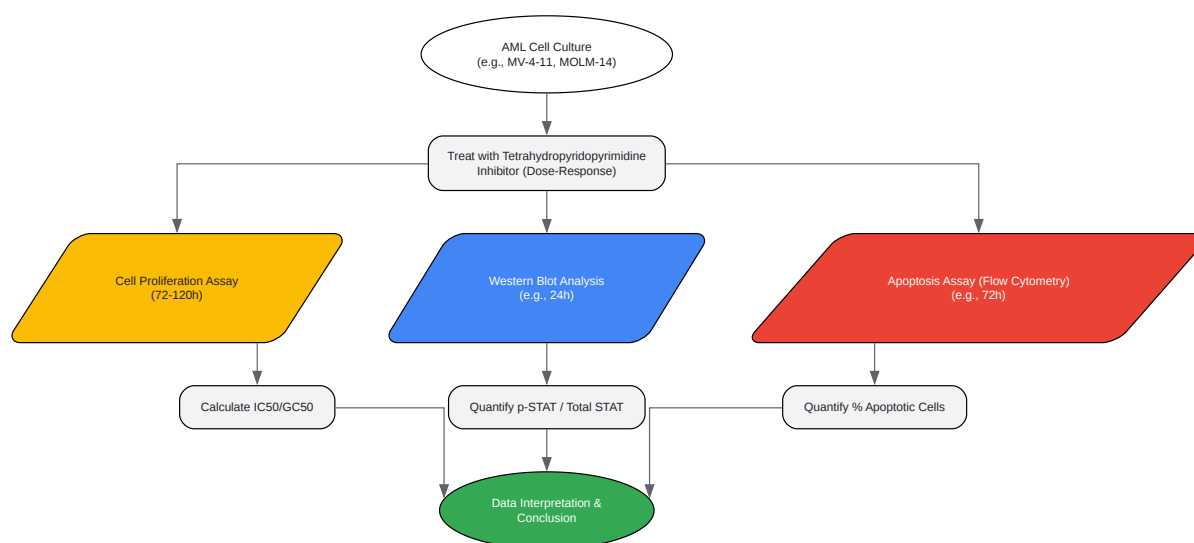 AML Cell Culture
(e.g., MV-4-11, MOLM-14)
Treat with Tetrahydropyridopyrimidine
Inhibitor (Dose-Response)
Cell Proliferation Assay
(72-120h)
Western Blot Analysis
(e.g., 24h)
Apoptosis Assay (Flow Cytometry)
(e.g., 72h)
Calculate IC50/GC50
Quantify p-STAT / Total STAT
Quantify % Apoptotic Cells
Data Interpretation &
Conclusion